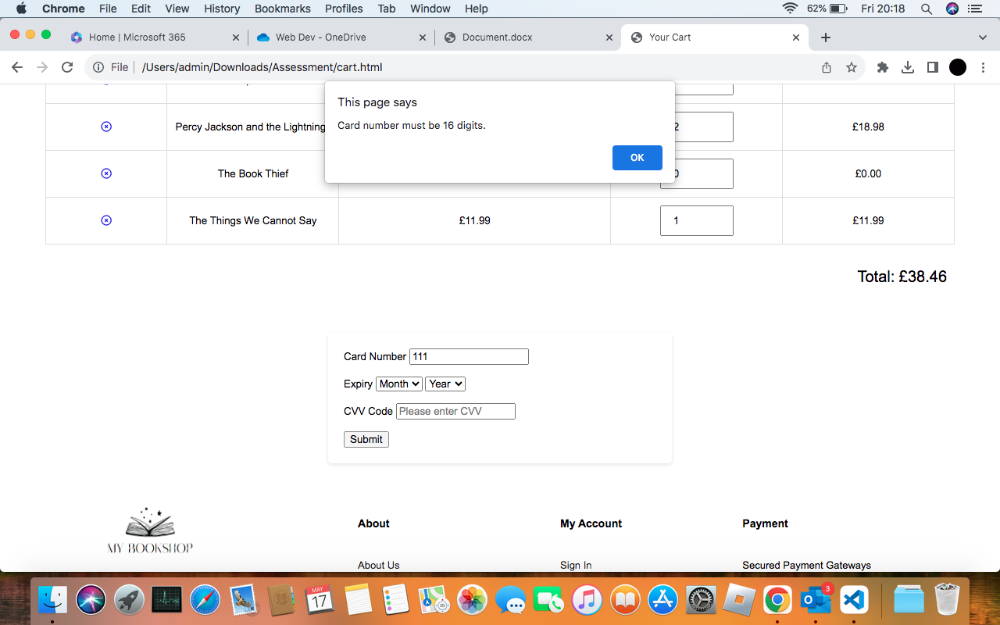 Chrome File Edit View History Bookmarks Profiles Tab Window Help 62% Fri 20:18
Home | Microsoft 365 Web Dev - OneDrive Document.docx Your Cart
File /Users/admin/Downloads/Assessment/cart.html
This page says
Card number must be 16 digits.
OK
Percy Jackson and the Lightning 2 £18.98
The Book Thief 0 £0.00
The Things We Cannot Say £11.99 1 £11.99
Total: £38.46
Card Number 111
Expiry Month Year
CVV Code Please enter CVV
Submit
MY BOOKSHOP
About My Account Payment
About Us Sign In Secured Payment Gateways
MAY
17
3